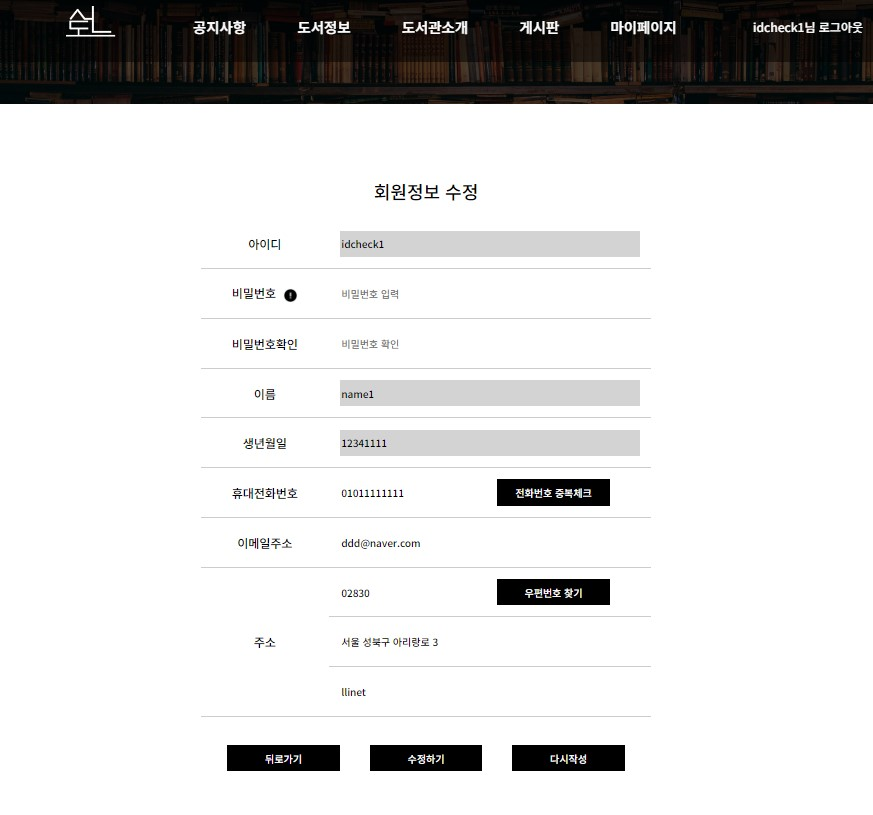 쉼
공지사항 도서정보 도서관소개 게시판 마이페이지 idcheck1님 로그아웃
회원정보 수정
아이디 idcheck1
비밀번호 ! 비밀번호 입력
비밀번호확인 비밀번호 확인
이름 name1
생년월일 12341111
휴대전화번호 01011111111 전화번호 중복체크
이메일주소 ddd@naver.com
02830 우편번호 찾기
주소 서울 성북구 아리랑로 3
llinet
뒤로가기 수정하기 다시작성